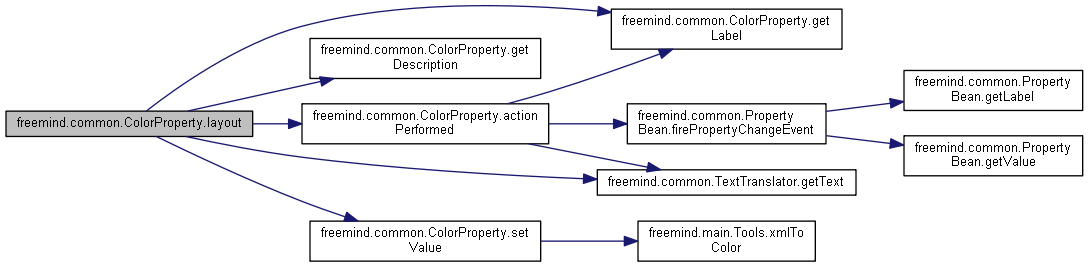 freemind.common.ColorProperty.get
Label
freemind.common.ColorProperty.get
Description
freemind.common.Property
Bean.getLabel
freemind.common.ColorProperty.layout
freemind.common.ColorProperty.action
Performed
freemind.common.Property
Bean.firePropertyChangeEvent
freemind.common.Property
Bean.getValue
freemind.common.TextTranslator.getText
freemind.common.ColorProperty.set
Value
freemind.main.Tools.xmlTo
Color